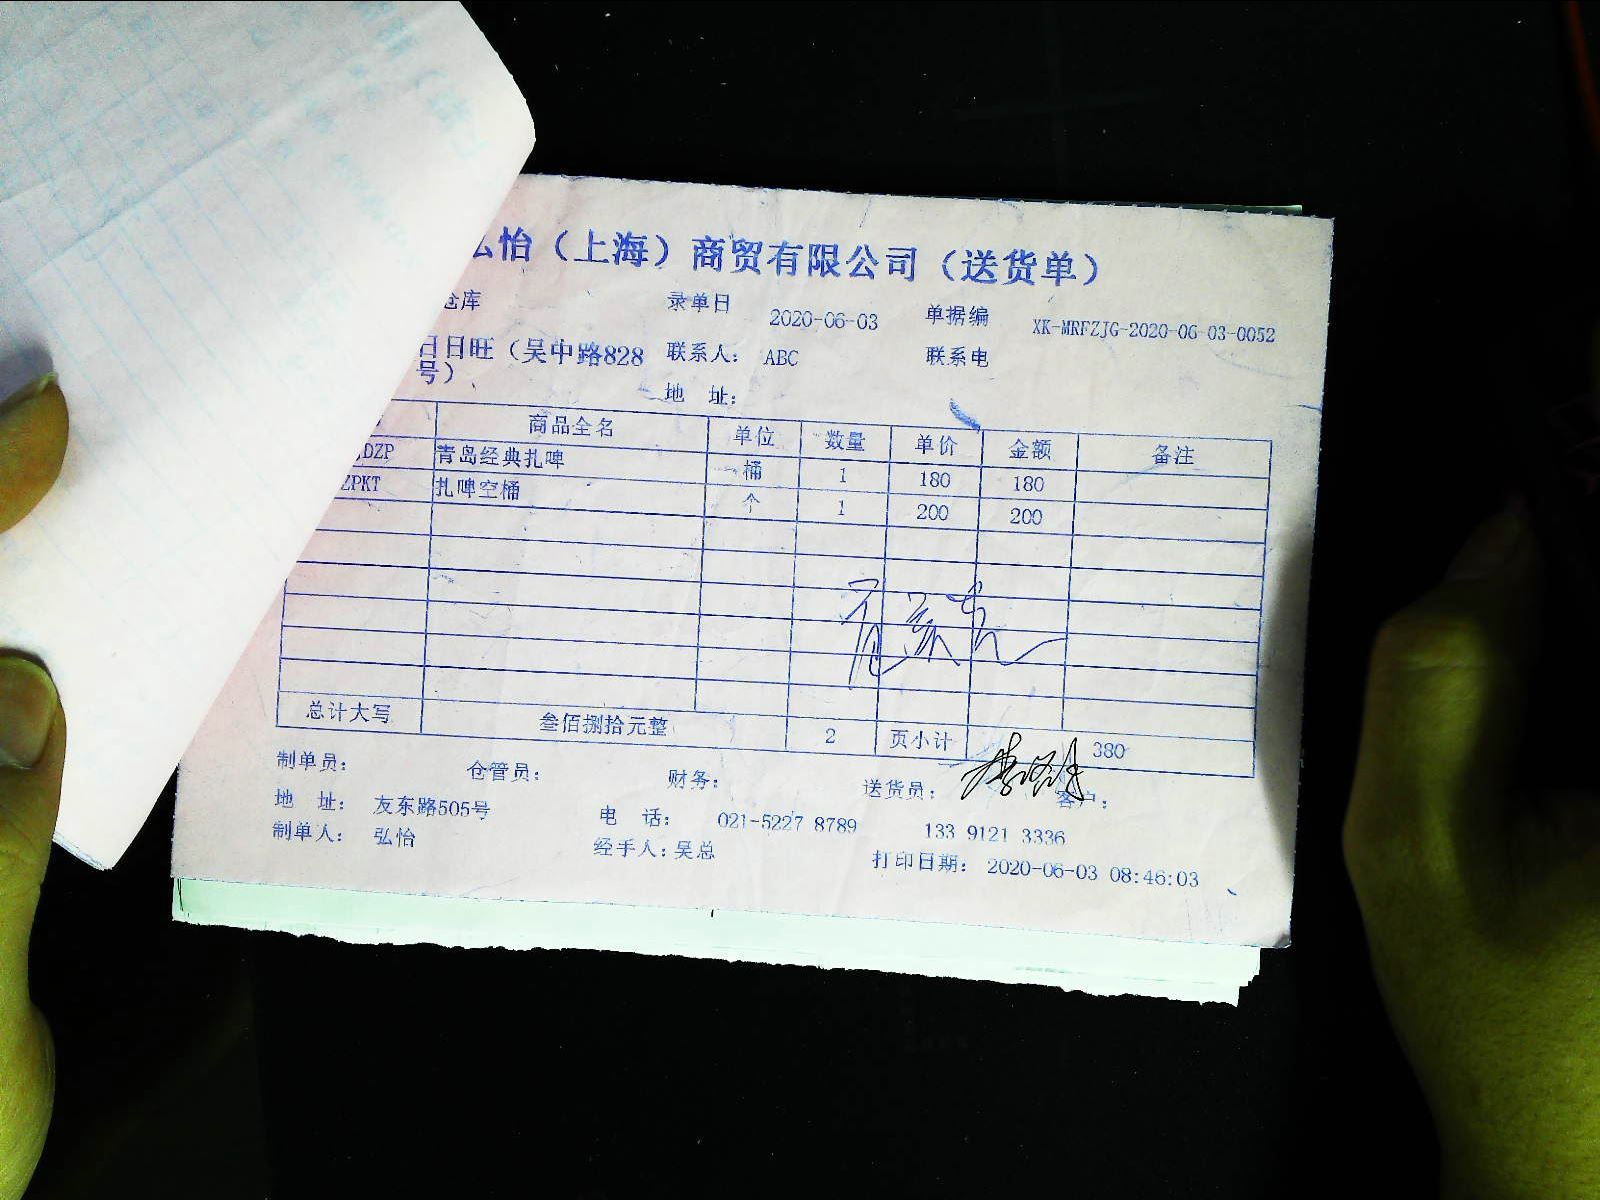 弘怡（上海）商贸有限公司（送货单）
仓库 录单日 2020-06-03 单据编 XK-MRFZJG-2020-06-03-0052
日日旺（吴中路828 联系人： ABC 联系电
号）
地 址：
商品全名 单位 数量 单价 金额 备注
DZP 青岛经典扎啤 桶 1 180 180
ZPKT 扎啤空桶 个 1 200 200
总计大写 叁佰捌拾元整 2 页小计 380
制单员： 仓管员： 财务： 送货员： 客户：
地 址： 友东路505号 电 话： 021-5227 8789 133 9121 3336
制单人： 弘怡 经手人：吴总 打印日期： 2020-06-03 08:46:03